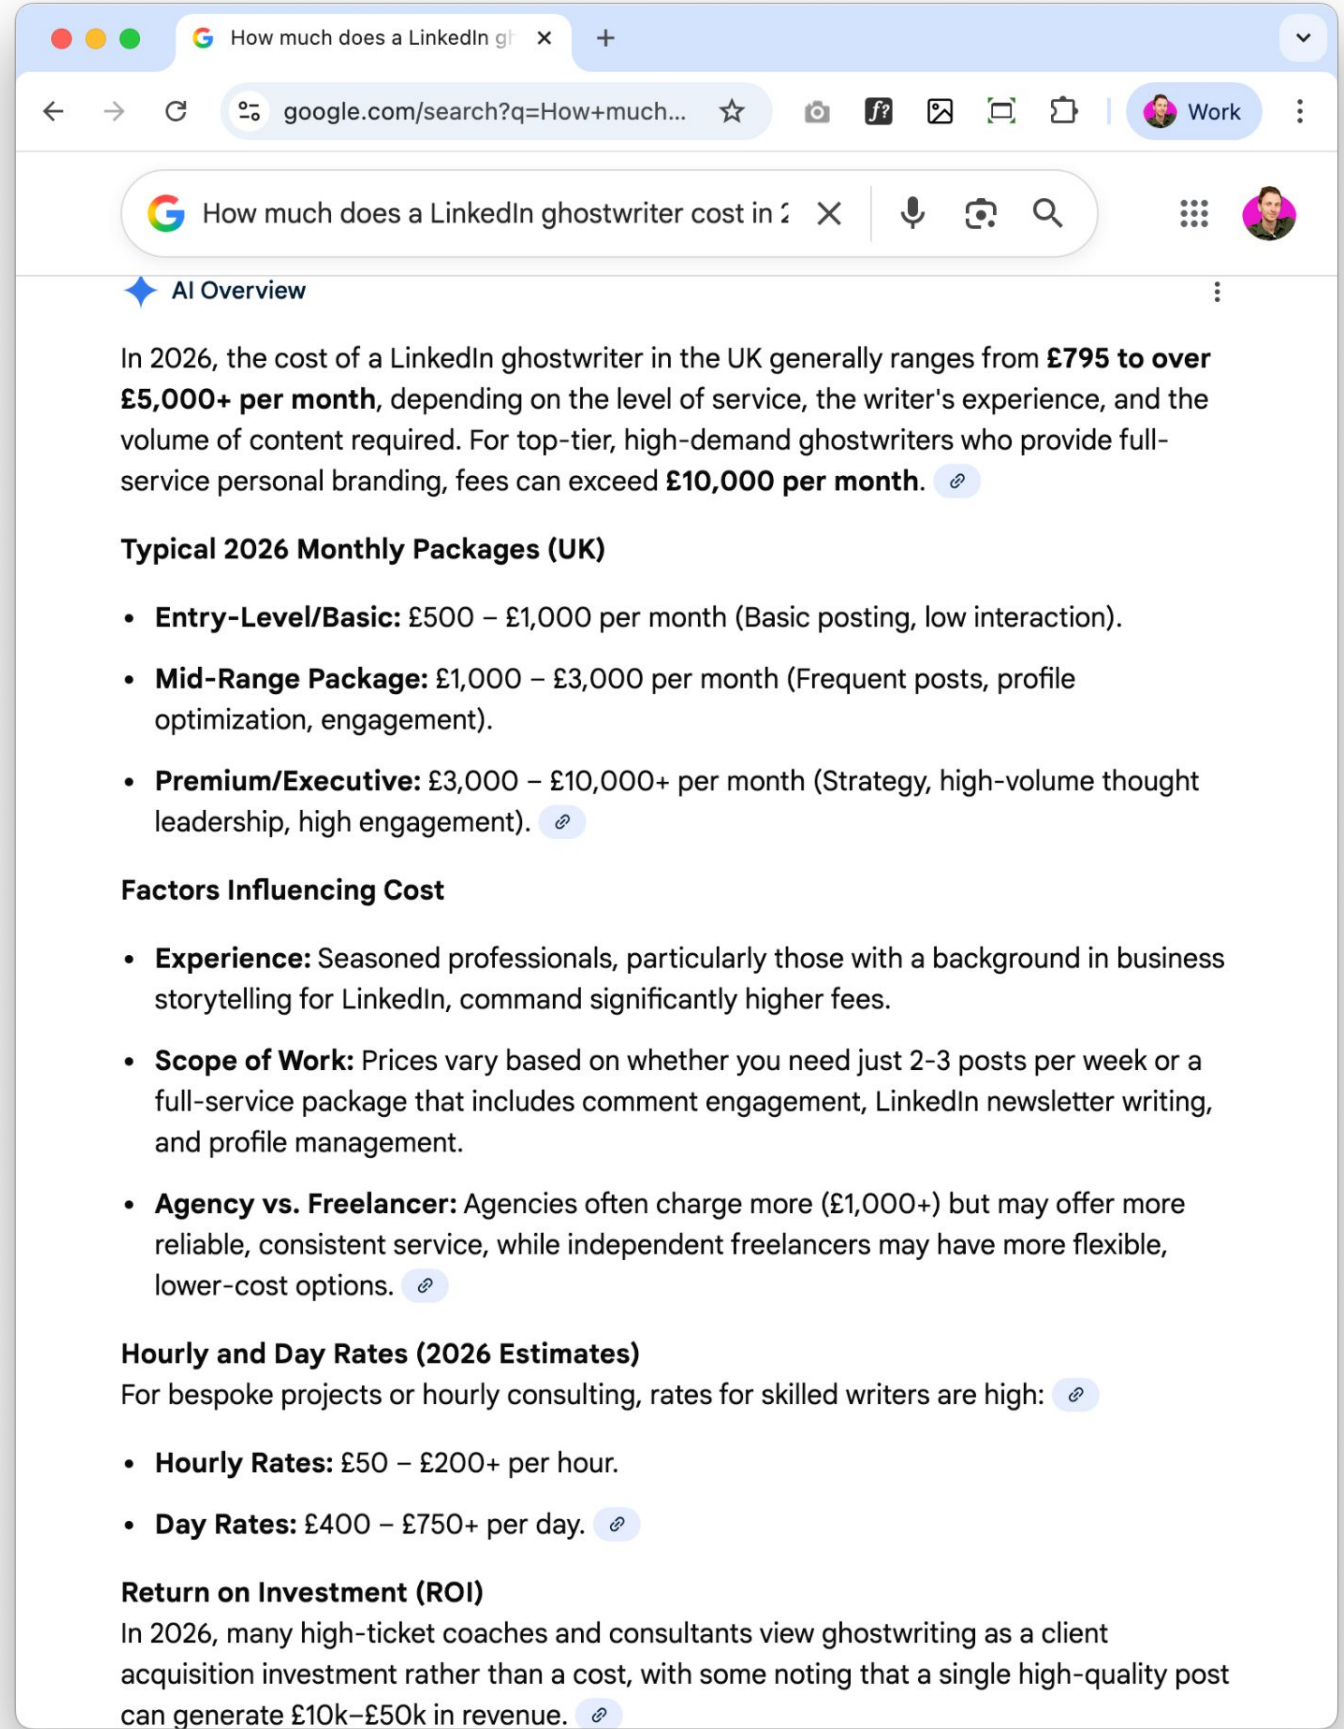 How much does a LinkedIn gh
google.com/search?q=How+much...
Work
How much does a LinkedIn ghostwriter cost in 2
AI Overview
In 2026, the cost of a LinkedIn ghostwriter in the UK generally ranges from £795 to over
£5,000+ per month, depending on the level of service, the writer's experience, and the
volume of content required. For top-tier, high-demand ghostwriters who provide full-
service personal branding, fees can exceed £10,000 per month.
Typical 2026 Monthly Packages (UK)
• Entry-Level/Basic: £500 – £1,000 per month (Basic posting, low interaction).
• Mid-Range Package: £1,000 – £3,000 per month (Frequent posts, profile
optimization, engagement).
• Premium/Executive: £3,000 – £10,000+ per month (Strategy, high-volume thought
leadership, high engagement).
Factors Influencing Cost
• Experience: Seasoned professionals, particularly those with a background in business
storytelling for LinkedIn, command significantly higher fees.
• Scope of Work: Prices vary based on whether you need just 2-3 posts per week or a
full-service package that includes comment engagement, LinkedIn newsletter writing,
and profile management.
• Agency vs. Freelancer: Agencies often charge more (£1,000+) but may offer more
reliable, consistent service, while independent freelancers may have more flexible,
lower-cost options.
Hourly and Day Rates (2026 Estimates)
For bespoke projects or hourly consulting, rates for skilled writers are high:
• Hourly Rates: £50 – £200+ per hour.
• Day Rates: £400 – £750+ per day.
Return on Investment (ROI)
In 2026, many high-ticket coaches and consultants view ghostwriting as a client
acquisition investment rather than a cost, with some noting that a single high-quality post
can generate £10k–£50k in revenue.